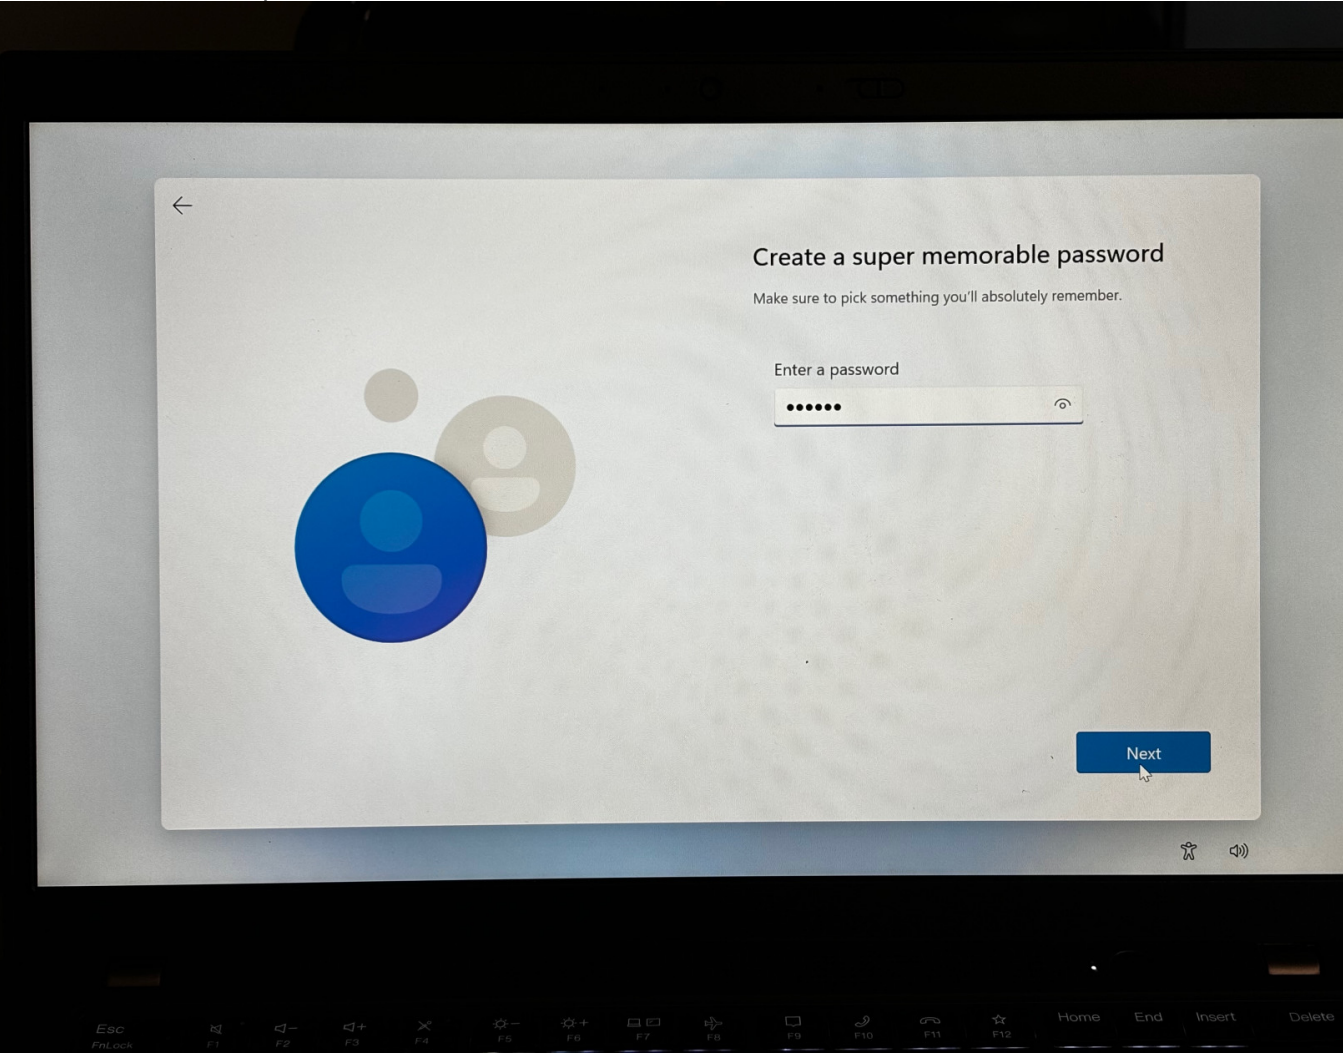 Create a super memorable password
Make sure to pick something you'll absolutely remember.
Enter a password
••••••
Next
Esc
FnLock
F1
F2
F3
F4
F5
F6
F7
F8
F9
F10
F11
F12
Home
End
Insert
Delete